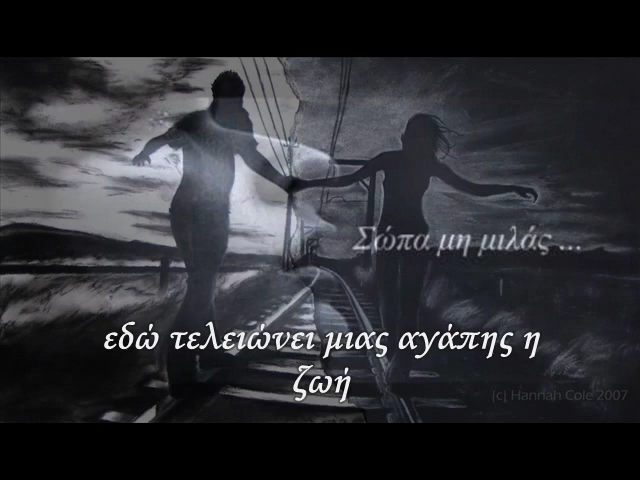 Σώπα μη μιλάς ...
εδώ τελειώνει μιας αγάπης η
ζωή
|c| Hannah Cole 2007